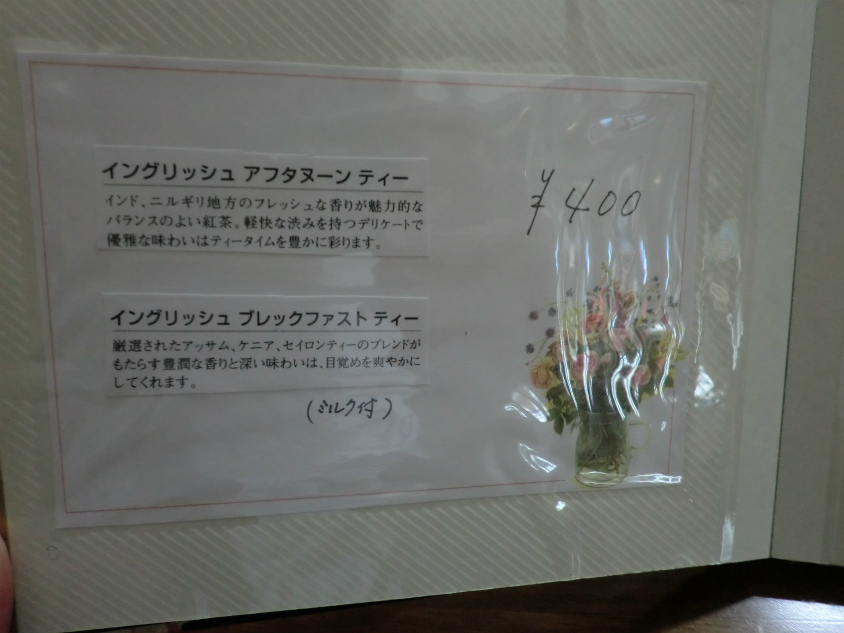 イングリッシュ アフタヌーン ティー
インド、ニルギリ地方のフレッシュな香りが魅力的な
バランスのよい紅茶。軽快な渋みを持つデリケートで
優雅な味わいはティータイムを豊かに彩ります。
¥400
イングリッシュ ブレックファスト ティー
厳選されたアッサム、ケニア、セイロンティーのブレンドが
もたらす豊潤な香りと深い味わいは、目覚めを爽やかに
してくれます。
(ミルク付)